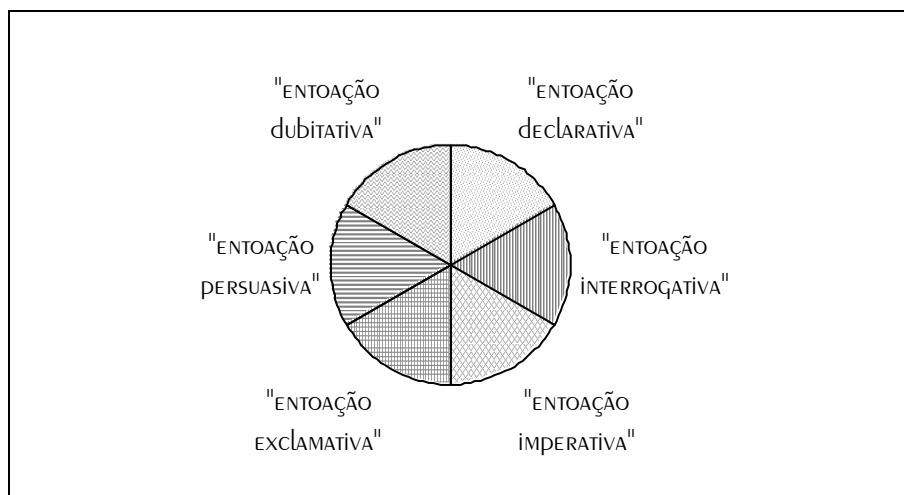 "ENTOAÇÃO
dubitativa"
"ENTOAÇÃO
declarativa"
"ENTOAÇÃO
persuasiva"
"ENTOAÇÃO
interrogativa"
"ENTOAÇÃO
exclamativa"
"ENTOAÇÃO
imperativa"